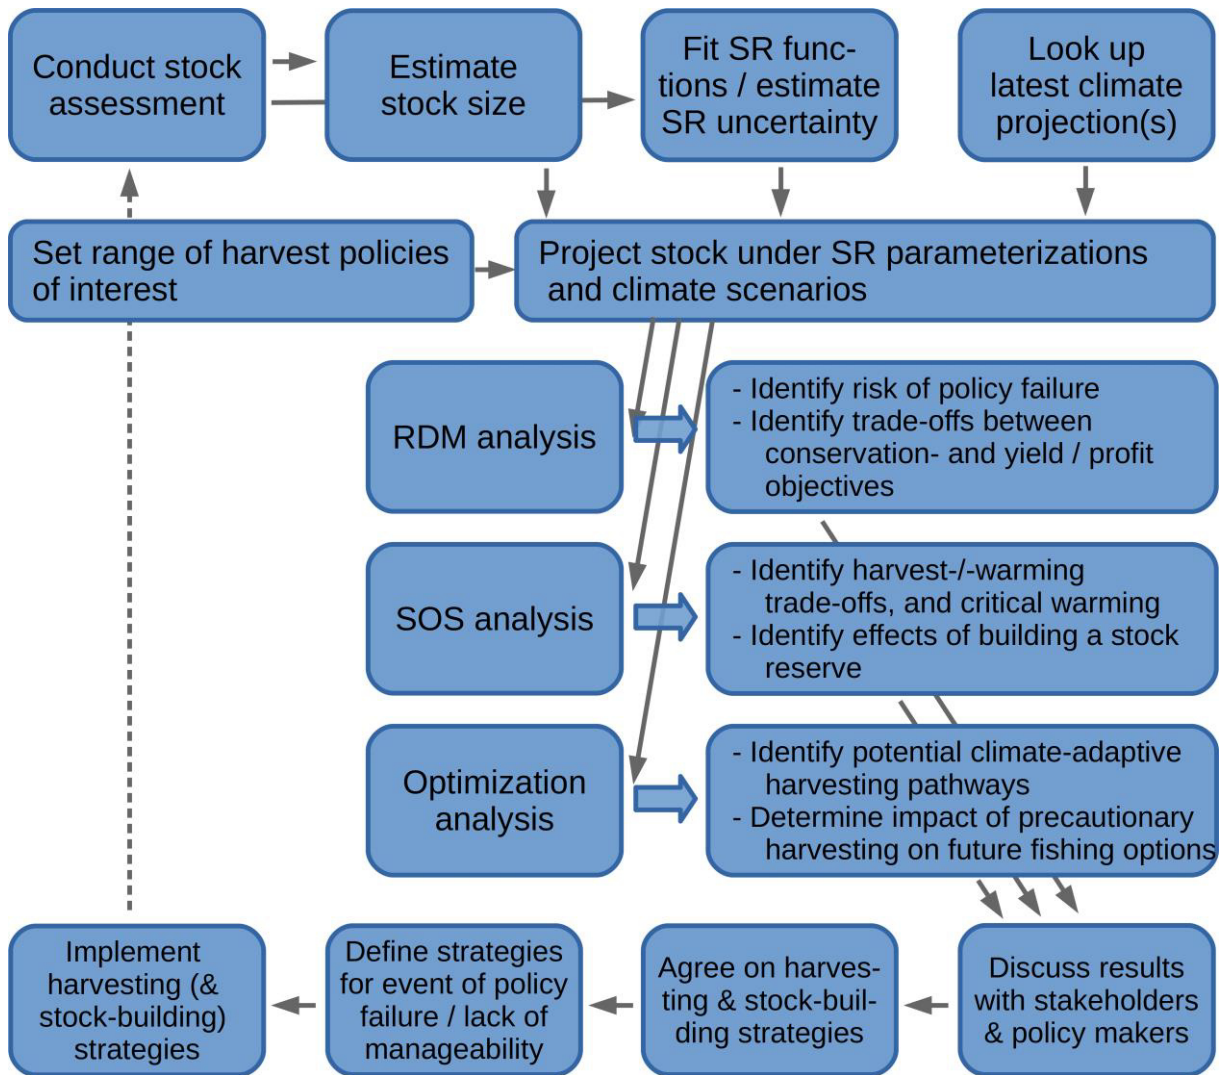 Conduct stock
assessment
Estimate
stock size
Fit SR func-
tions / estimate
SR uncertainty
Look up
latest climate
projection(s)
Set range of harvest policies
of interest
Project stock under SR parameterizations
and climate scenarios
RDM analysis
- Identify risk of policy failure
- Identify trade-offs between
conservation- and yield / profit
objectives
SOS analysis
- Identify harvest-/-warming
trade-offs, and critical warming
- Identify effects of building a stock
reserve
Optimization
analysis
- Identify potential climate-adaptive
harvesting pathways
- Determine impact of precautionary
harvesting on future fishing options
Implement
harvesting (&
stock-building)
strategies
Define strategies
for event of policy
failure / lack of
manageability
Agree on harves-
ting & stock-buil-
ding strategies
Discuss results
with stakeholders
& policy makers